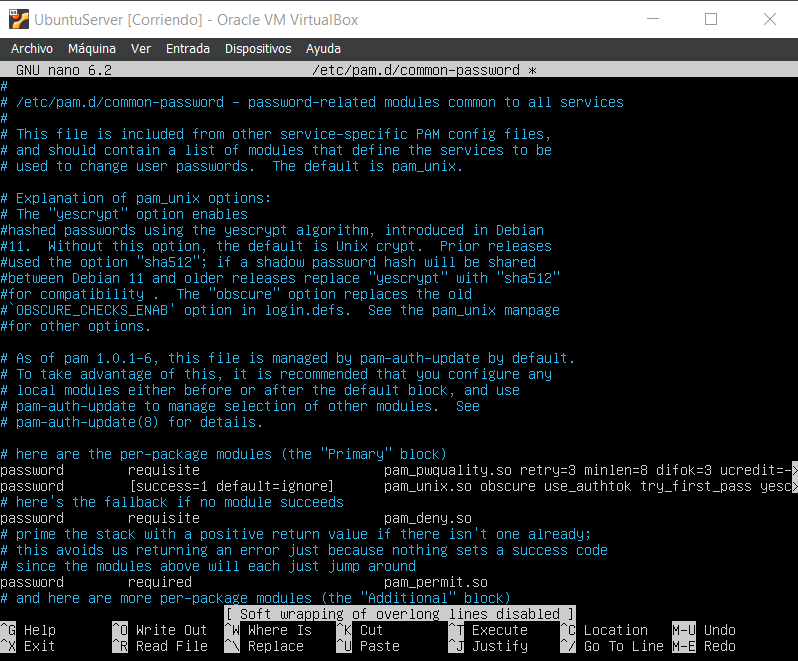 UbuntuServer [Corriendo] - Oracle VM VirtualBox
Archivo Máquina Ver Entrada Dispositivos Ayuda
GNU nano 6.2 /etc/pam.d/common-password *
#
# /etc/pam.d/common-password - password-related modules common to all services
#
# This file is included from other service-specific PAM config files,
# and should contain a list of modules that define the services to be
# used to change user passwords.  The default is pam_unix.

# Explanation of pam_unix options:
# The "yescrypt" option enables
#hashed passwords using the yescrypt algorithm, introduced in Debian
#11.  Without this option, the default is Unix crypt.  Prior releases
#used the option "sha512"; if a shadow password hash will be shared
#between Debian 11 and older releases replace "yescrypt" with "sha512"
#for compatibility .  The "obscure" option replaces the old
#`OBSCURE_CHECKS_ENAB' option in login.defs.  See the pam_unix manpage
#for other options.

# As of pam 1.0.1-6, this file is managed by pam-auth-update by default.
# To take advantage of this, it is recommended that you configure any
# local modules either before or after the default block, and use
# pam-auth-update to manage selection of other modules.  See
# pam-auth-update(8) for details.

# here are the per-package modules (the "Primary" block)
password        requisite                       pam_pwquality.so retry=3 minlen=8 difok=3 ucredit=->
password        [success=1 default=ignore]      pam_unix.so obscure use_authtok try_first_pass yesc>
# here's the fallback if no module succeeds
password        requisite                       pam_deny.so
# prime the stack with a positive return value if there isn't one already;
# this avoids us returning an error just because nothing sets a success code
# since the modules above will each just jump around
password        required                        pam_permit.so
# and here are more per-package modules (the "Additional" block)
[ Soft wrapping of overlong lines disabled ]
^G Help ^O Write Out ^W Where Is ^K Cut ^T Execute ^C Location M-U Undo
^X Exit ^R Read File ^\ Replace ^U Paste ^J Justify ^/ Go To Line M-E Redo